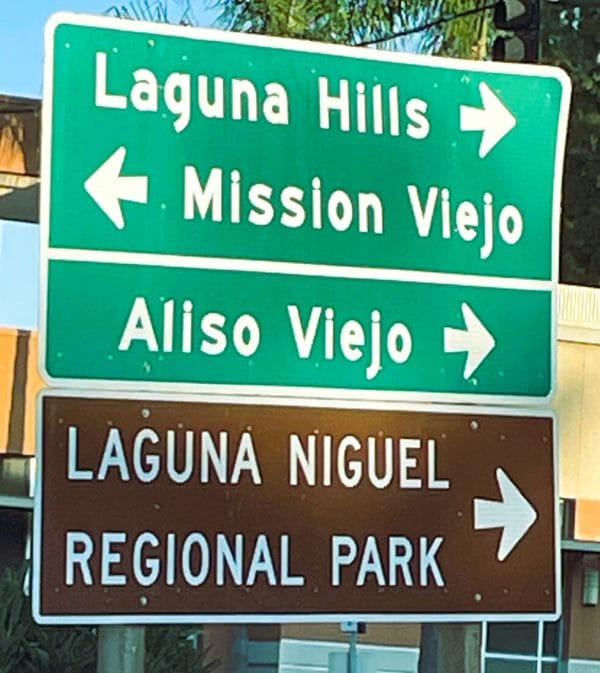 Laguna Hills →
← Mission Viejo
Aliso Viejo →
LAGUNA NIGUEL
REGIONAL PARK →